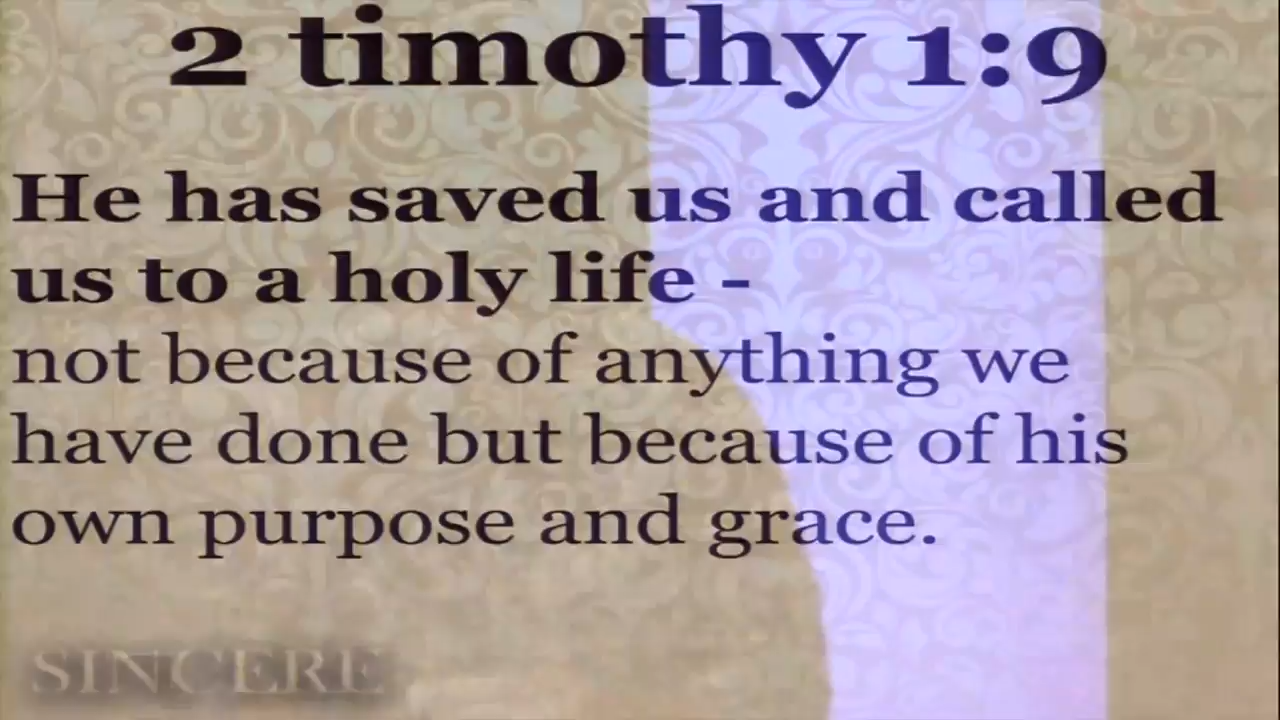 2 timothy 1:9
He has saved us and called
us to a holy life -
not because of anything we
have done but because of his
own purpose and grace.
SINCERE